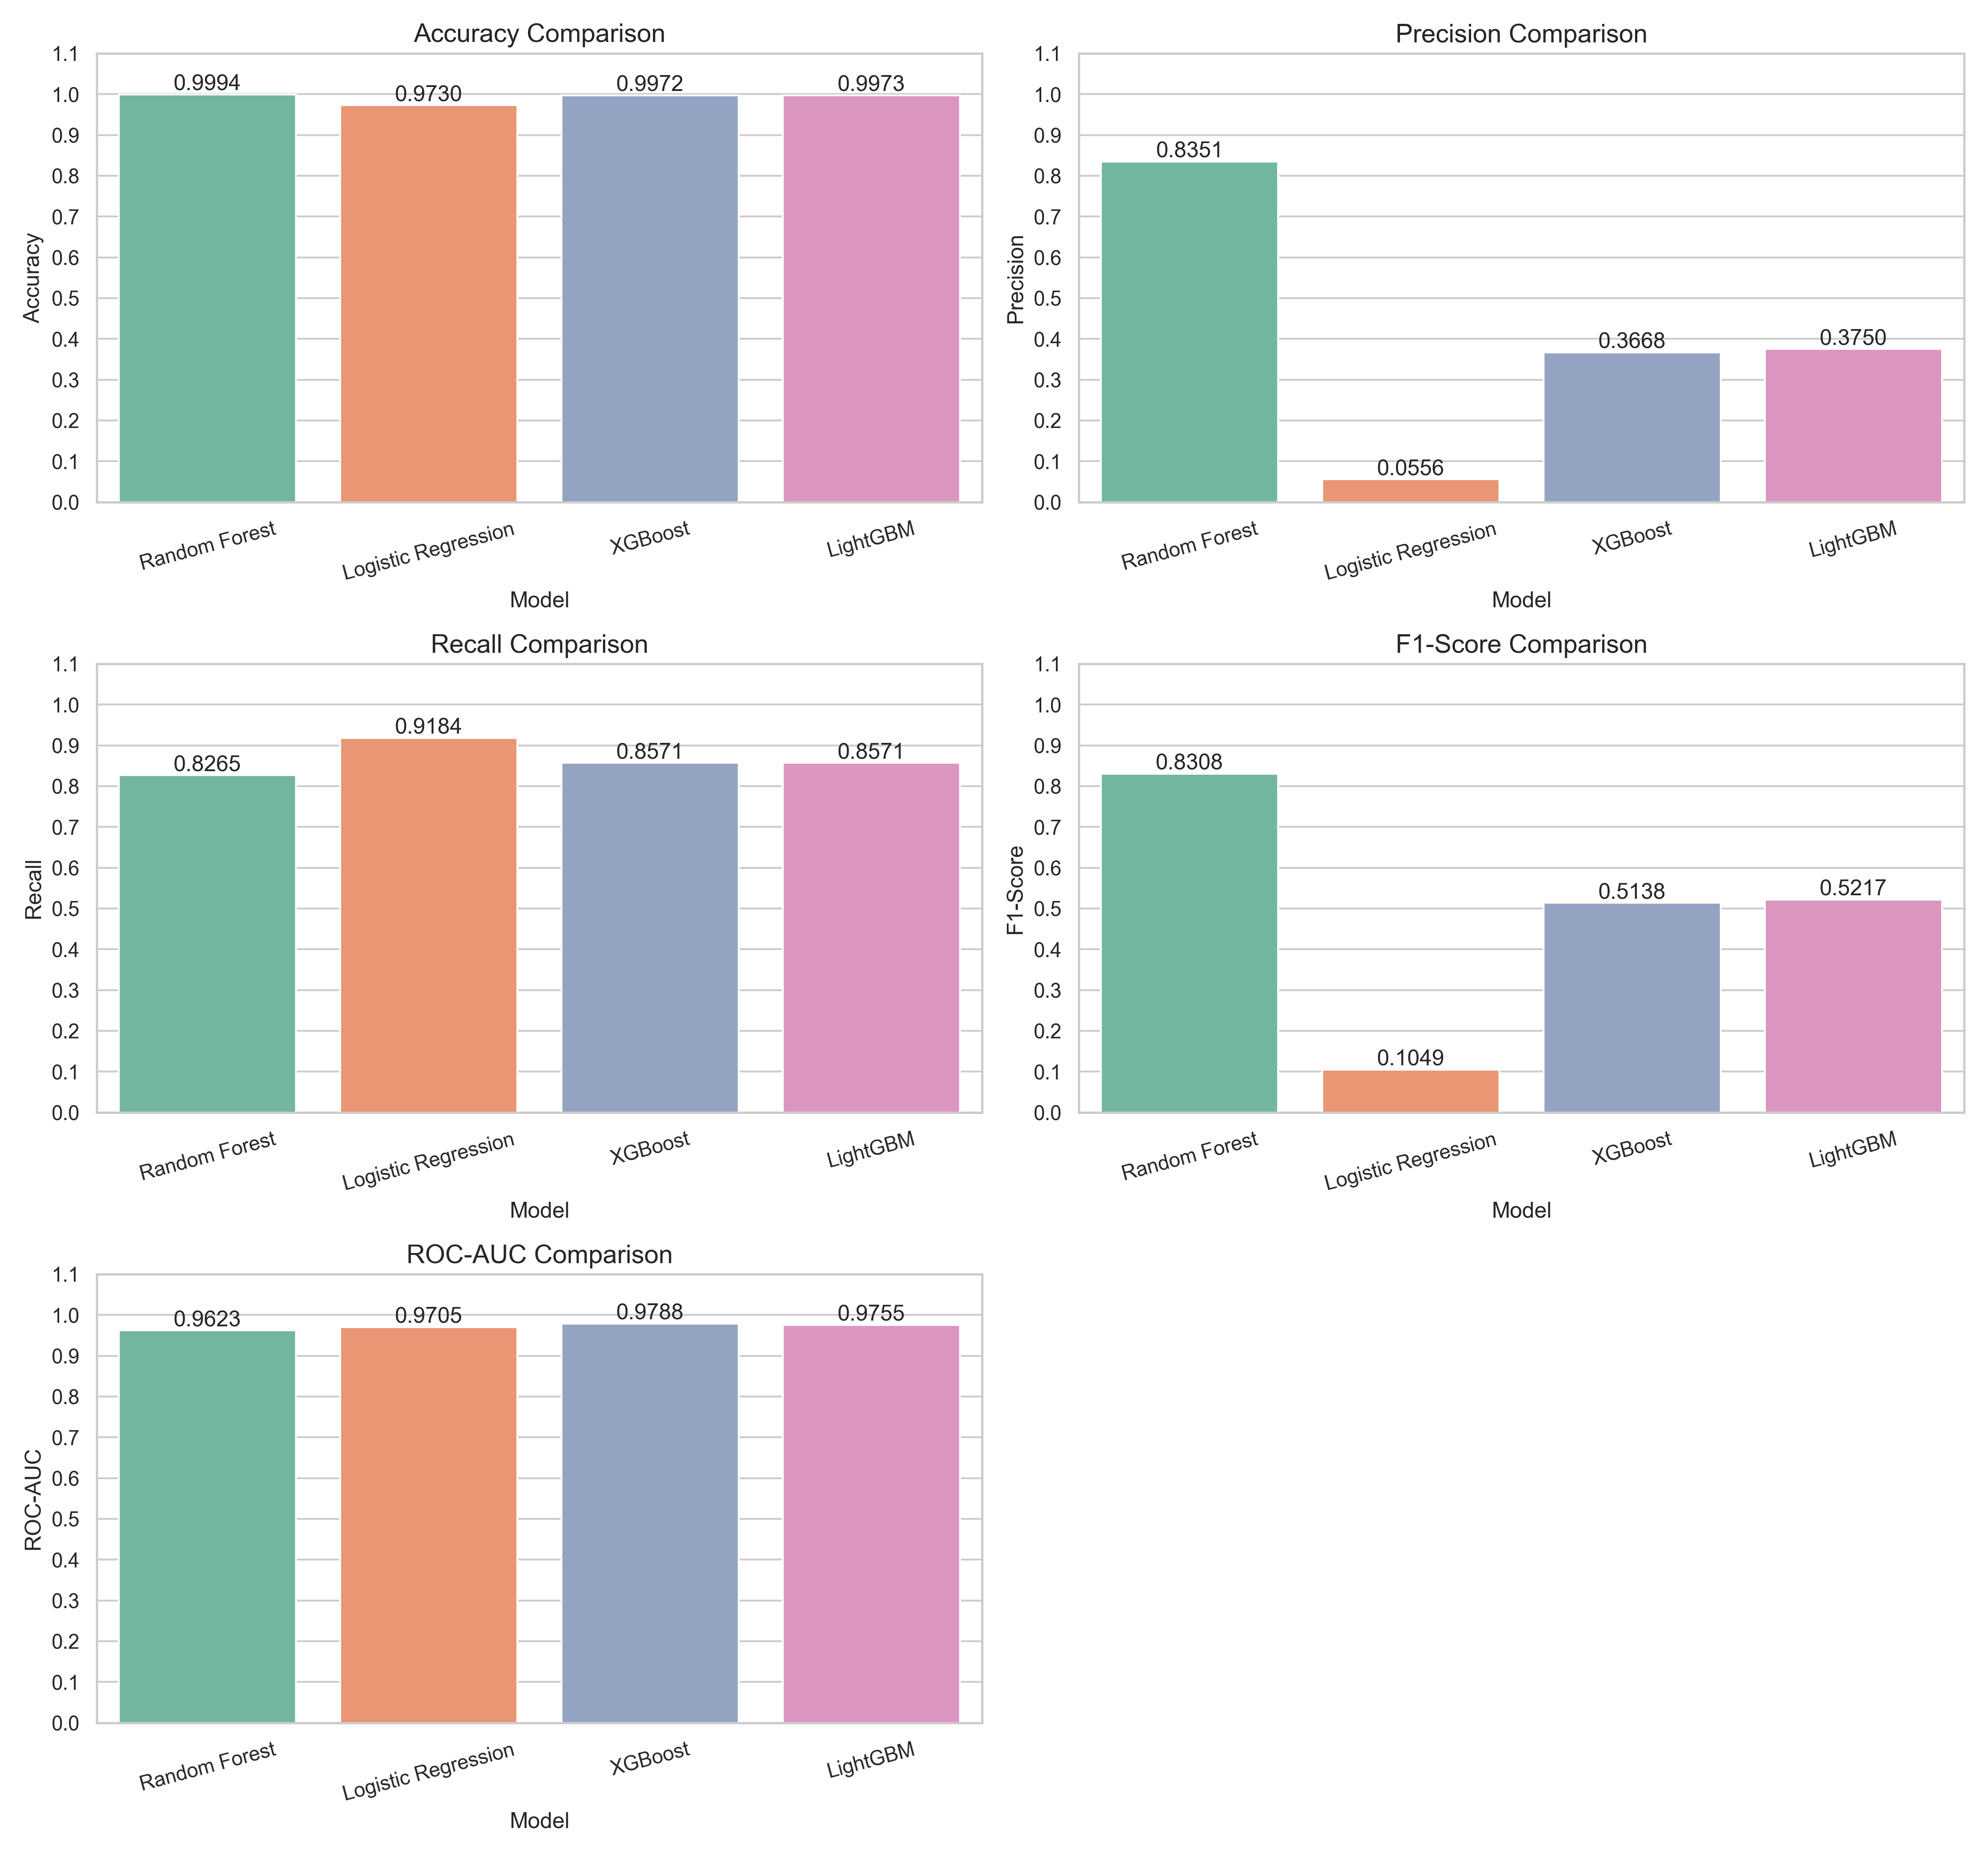 Accuracy Comparison
1.1
1.0
0.9
0.8
0.7
0.6
0.5
0.4
0.3
0.2
0.1
0.0
Accuracy
0.9994
0.9730
0.9972
0.9973
Random Forest
Logistic Regression
XGBoost
LightGBM
Model
Precision Comparison
1.1
1.0
0.9
0.8
0.7
0.6
0.5
0.4
0.3
0.2
0.1
0.0
Precision
0.8351
0.0556
0.3668
0.3750
Random Forest
Logistic Regression
XGBoost
LightGBM
Model
Recall Comparison
1.1
1.0
0.9
0.8
0.7
0.6
0.5
0.4
0.3
0.2
0.1
0.0
Recall
0.8265
0.9184
0.8571
0.8571
Random Forest
Logistic Regression
XGBoost
LightGBM
Model
F1-Score Comparison
1.1
1.0
0.9
0.8
0.7
0.6
0.5
0.4
0.3
0.2
0.1
0.0
F1-Score
0.8308
0.1049
0.5138
0.5217
Random Forest
Logistic Regression
XGBoost
LightGBM
Model
ROC-AUC Comparison
1.1
1.0
0.9
0.8
0.7
0.6
0.5
0.4
0.3
0.2
0.1
0.0
ROC-AUC
0.9623
0.9705
0.9788
0.9755
Random Forest
Logistic Regression
XGBoost
LightGBM
Model